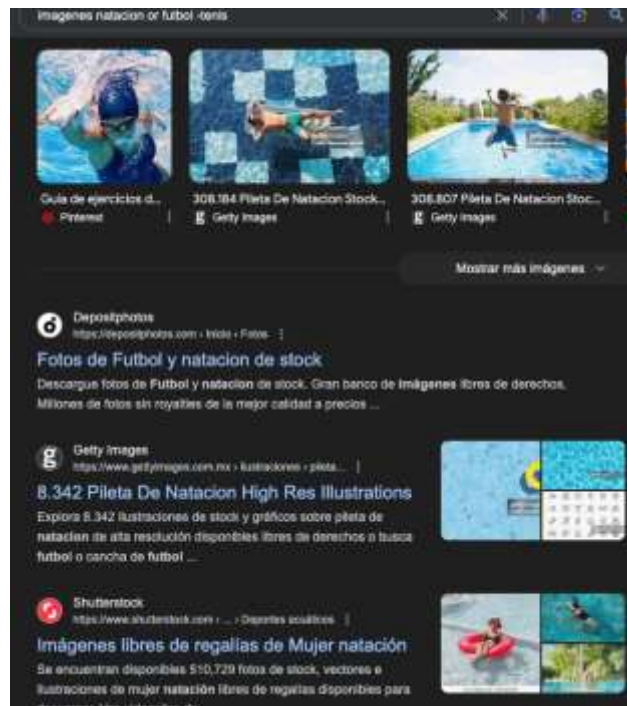 imagenes natacion or futbol -tenis
Guía de ejercicios d...
Pinterest
308.184 Pileta De Natacion Stock...
Getty Images
308.807 Pileta De Natacion Stoc...
Getty Images
Mostrar más imágenes
Depositphotos
https://depositphotos.com › Inicio › Fotos
Fotos de Futbol y natacion de stock
Descargue fotos de Futbol y natacion de stock. Gran banco de imágenes libres de derechos.
Millones de fotos sin royalties de la mejor calidad a precios ...
Getty Images
https://www.gettyimages.com.mx › ilustraciones › pileta...
8.342 Pileta De Natacion High Res Illustrations
Explora 8.342 ilustraciones de stock y gráficos sobre pileta de
natacion de alta resolución disponibles libres de derechos o busca
futbol o cancha de futbol ...
Shutterstock
https://www.shutterstock.com › ... › Deportes acuáticos
Imágenes libres de regalías de Mujer natación
Se encuentran disponibles 510,729 fotos de stock, vectores e
ilustraciones de mujer natación libres de regalías disponibles para